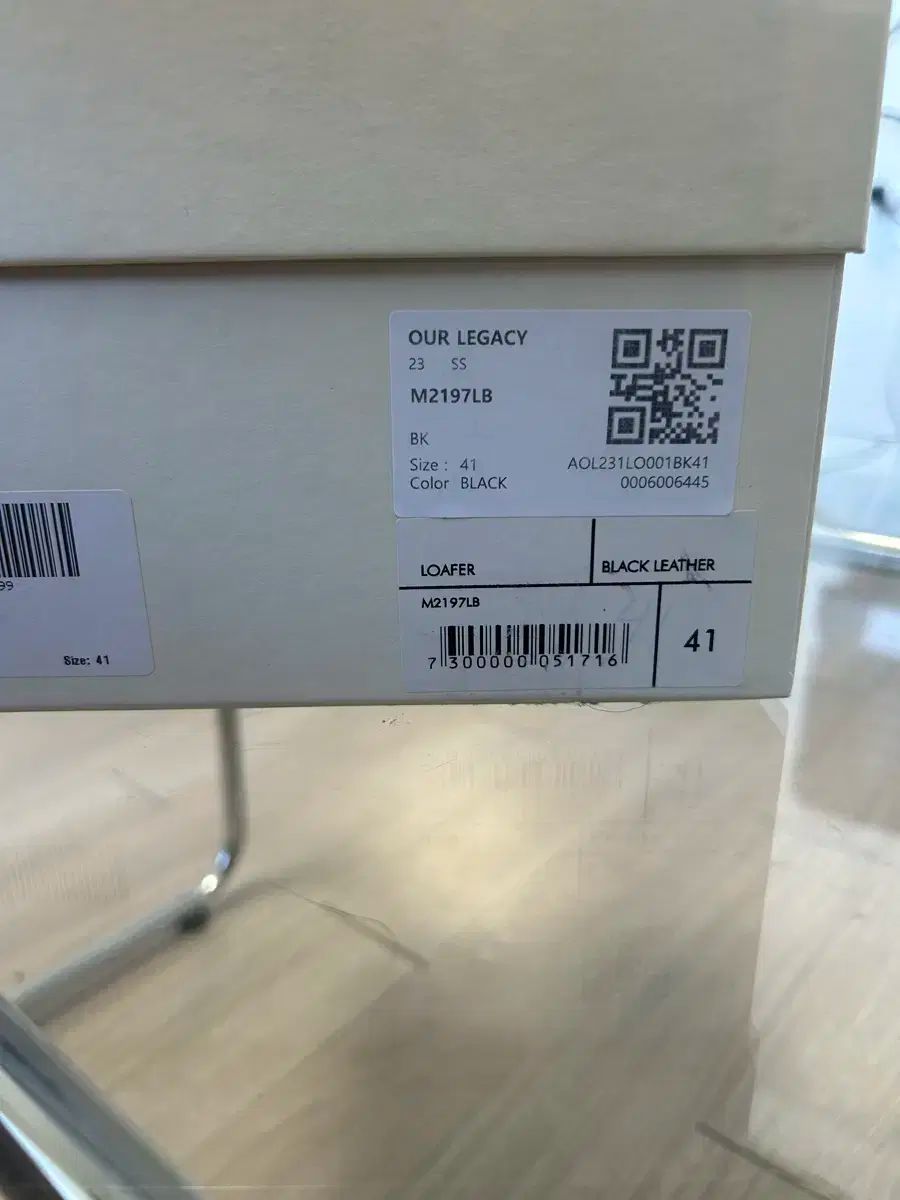 OUR LEGACY
23 SS
M2197LB
BK
Size : 41
Color BLACK
AOL231LO001BK41
0006006445
LOAFER
BLACK LEATHER
M2197LB
7 300000 051716
41
99
Size: 41